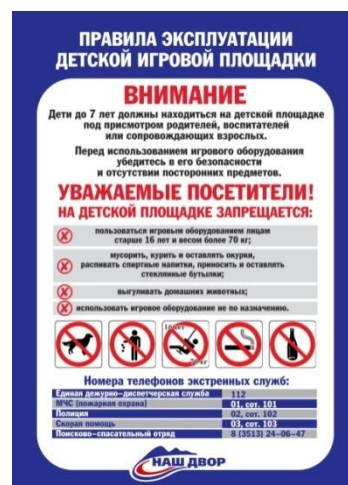 ПРАВИЛА ЭКСПЛУАТАЦИИ
ДЕТСКОЙ ИГРОВОЙ ПЛОЩАДКИ
ВНИМАНИЕ
Дети до 7 лет должны находиться на детской площадке
под присмотром родителей, воспитателей
или сопровождающих взрослых.
Перед использованием игрового оборудования
убедитесь в его безопасности
и отсутствии посторонних предметов.
УВАЖАЕМЫЕ ПОСЕТИТЕЛИ!
НА ДЕТСКОЙ ПЛОЩАДКЕ ЗАПРЕЩАЕТСЯ:
пользоваться игровым оборудованием лицам
старше 16 лет и весом более 70 кг;
мусорить, курить и оставлять окурки,
распивать спиртные напитки, приносить и оставлять
стеклянные бутылки;
выгуливать домашних животных;
использовать игровое оборудование не по назначению.
Номера телефонов экстренных служб:
Единая дежурно-диспетчерская служба 112
МЧС (пожарная охрана) 01, сот. 101
Полиция 02, сот. 102
Скорая помощь 03, сот. 103
Поисково-спасательный отряд 8 (3513) 24-06-47
НАШ ДВОР